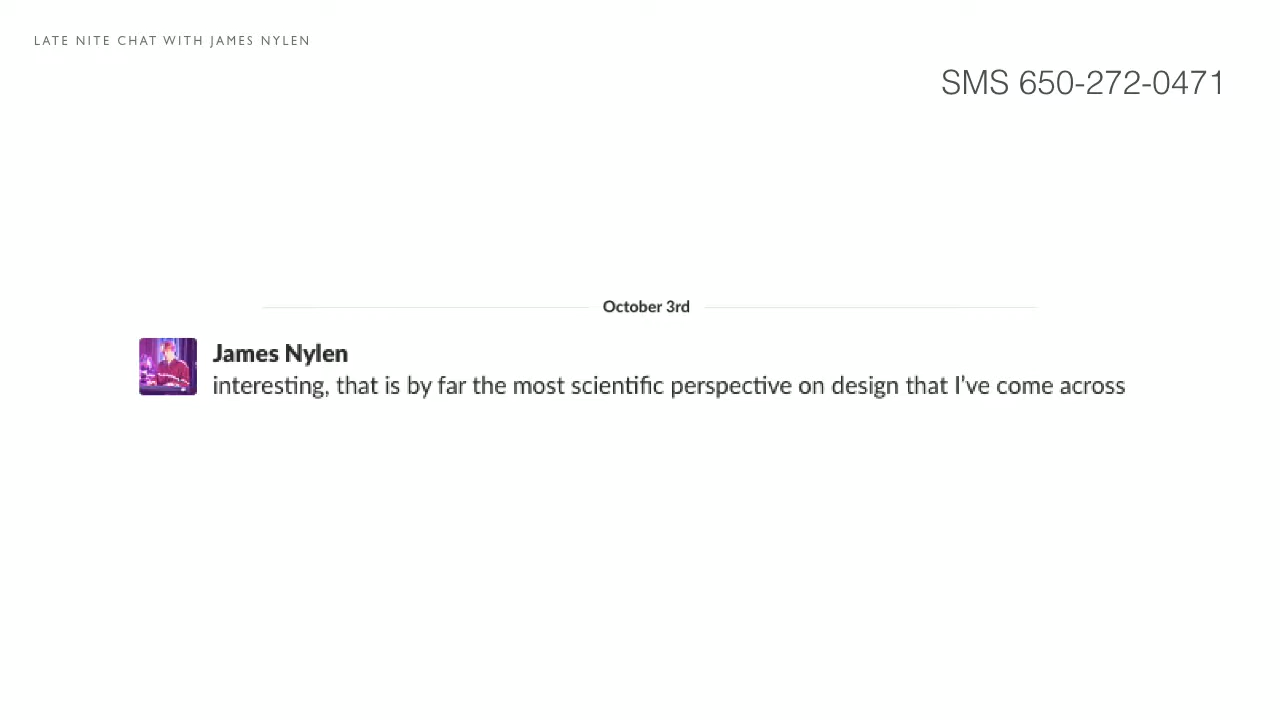 LATE NITE CHAT WITH JAMES NYLEN
SMS 650-272-0471
October 3rd
James Nylen
interesting, that is by far the most scientific perspective on design that I’ve come across